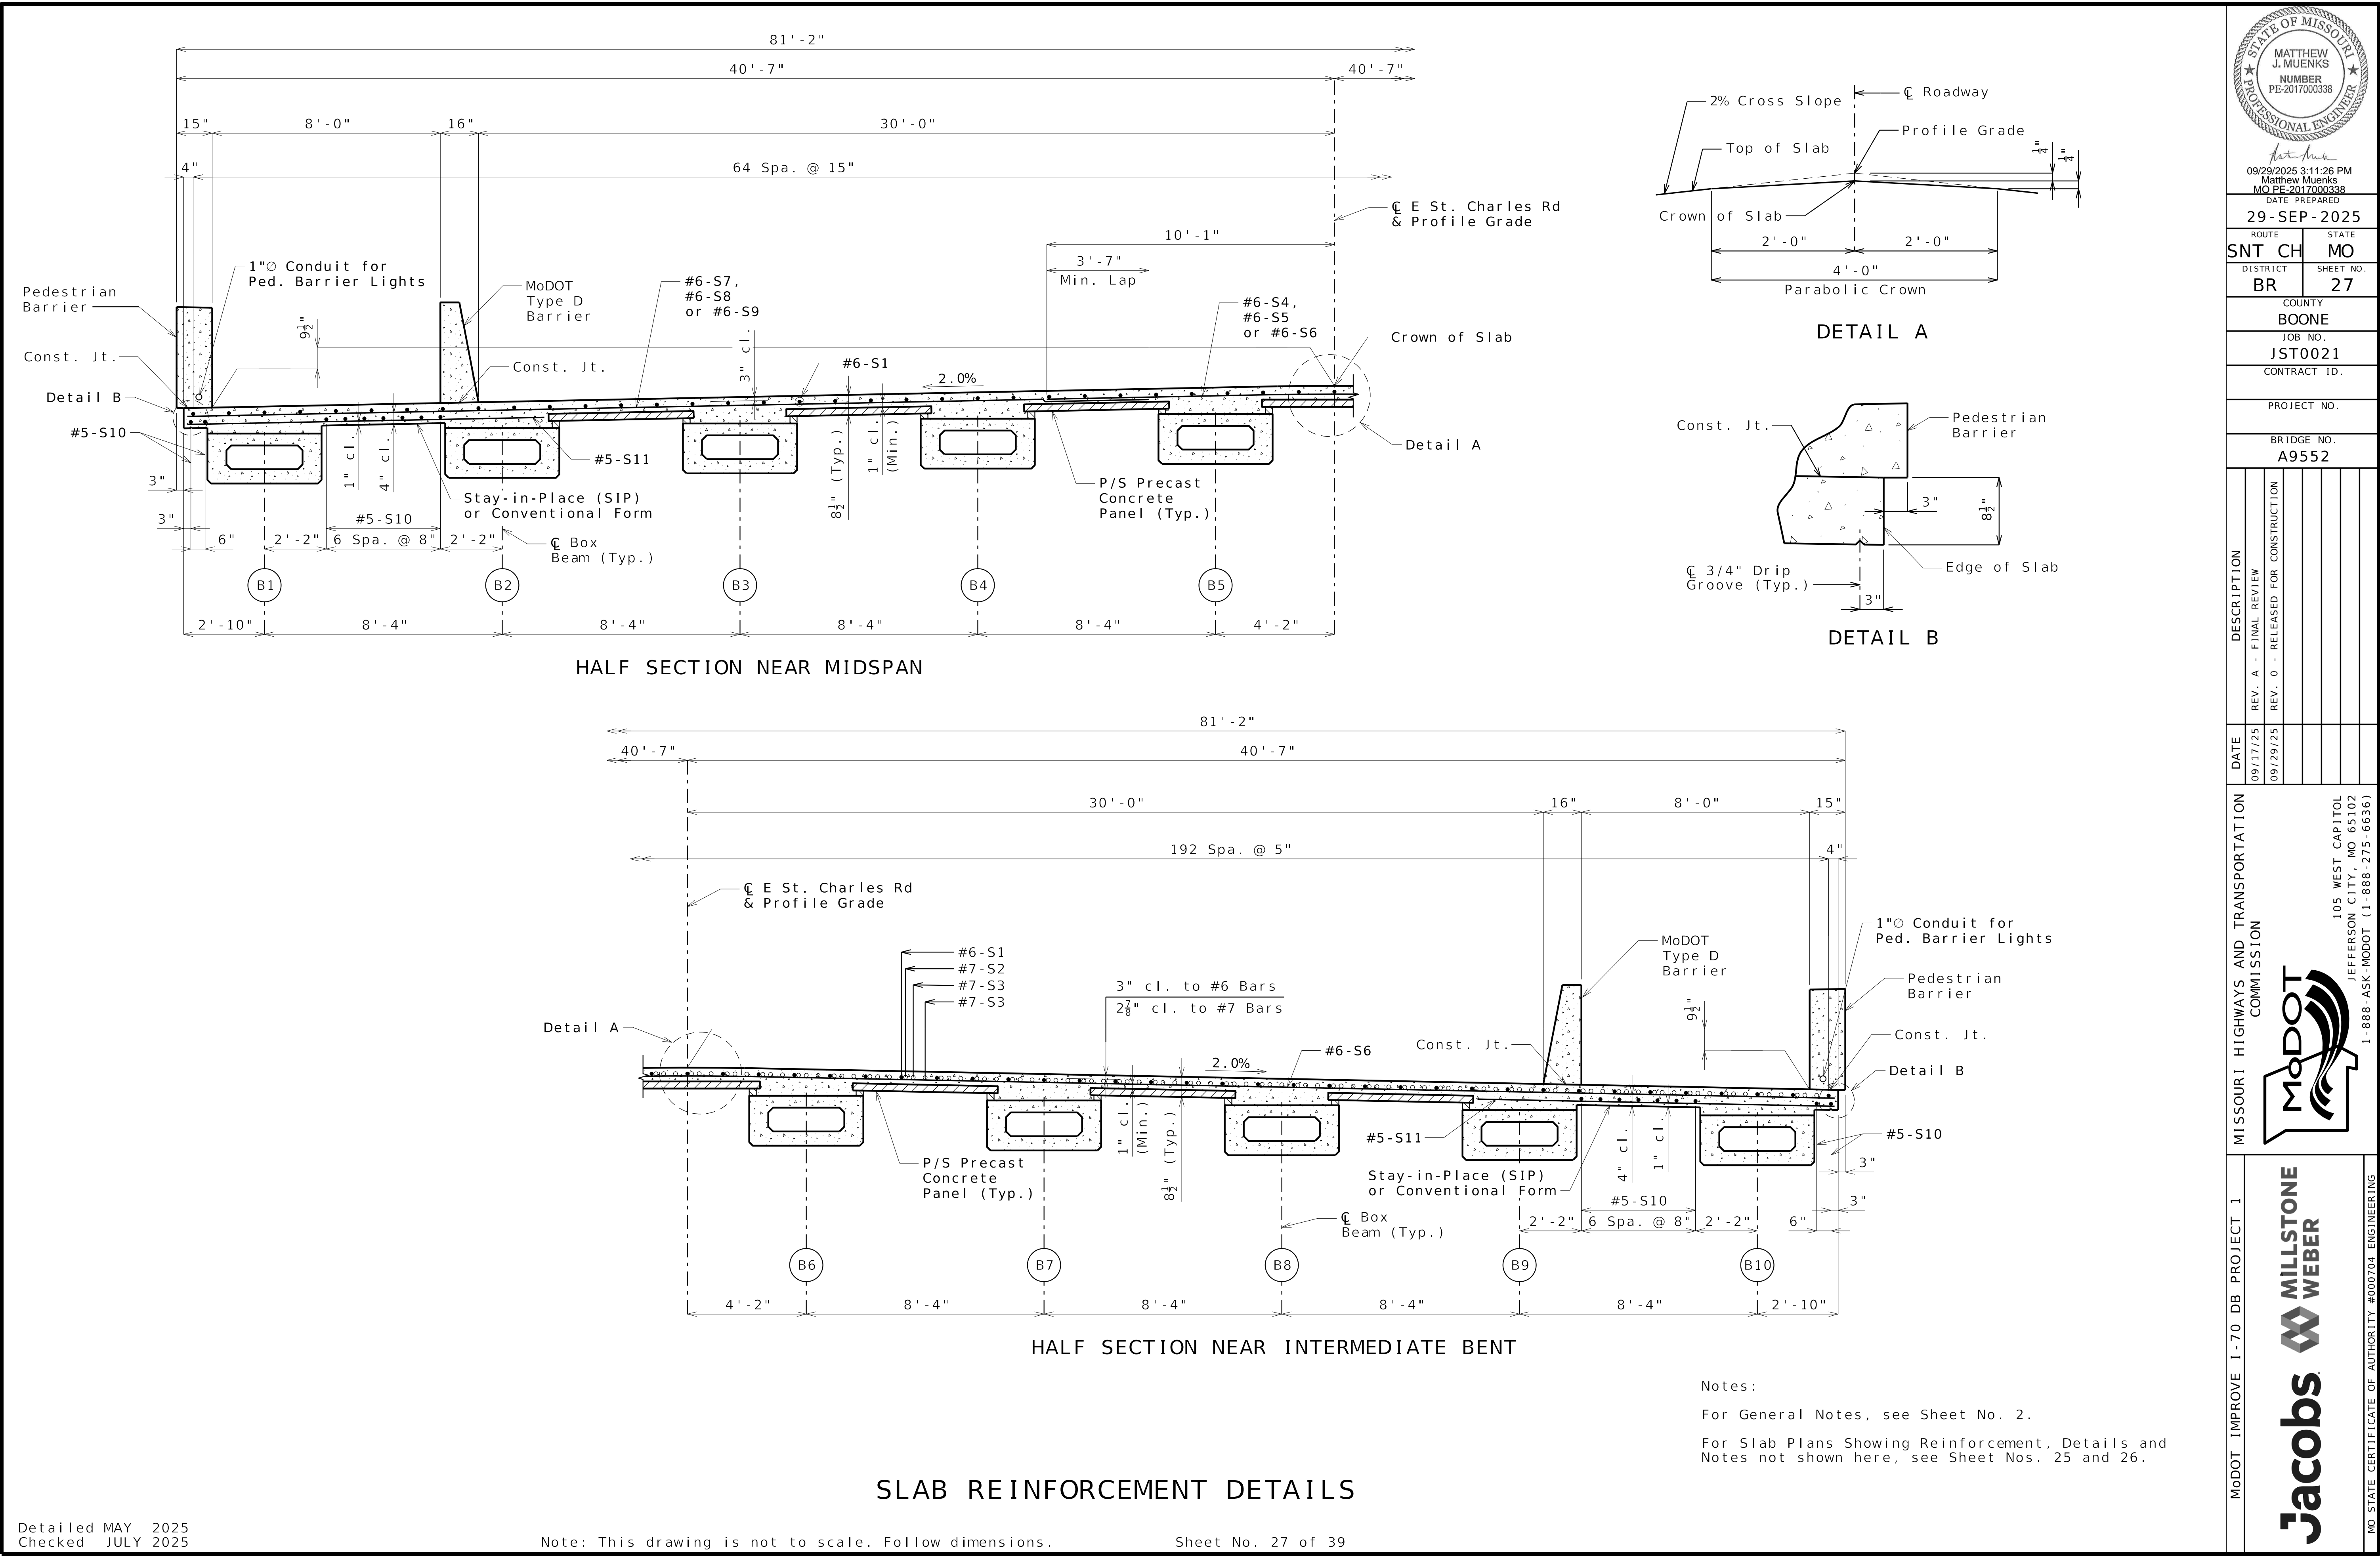 81'-2"
40'-7"
40'-7"
15"
8'-0"
16"
30'-0"
4"
64 Spa. @ 15"
℄ E St. Charles Rd
& Profile Grade
10'-1"
3'-7"
Min. Lap
1"∅ Conduit for
Ped. Barrier Lights
Pedestrian
Barrier
9½"
MoDOT
Type D
Barrier
#6-S7,
#6-S8
or #6-S9
#6-S4,
#6-S5
or #6-S6
Crown of Slab
Const. Jt.
Const. Jt.
3" cl.
#6-S1
2.0%
Detail B
#5-S10
Detail A
#5-S11
1" cl.
4" cl.
8½" (Typ.)
1" cl.
(Min.)
3"
Stay-in-Place (SIP)
or Conventional Form
P/S Precast
Concrete
Panel (Typ.)
3"
#5-S10
6"
2'-2"
6 Spa. @ 8"
2'-2"
℄ Box
Beam (Typ.)
B1
B2
B3
B4
B5
2'-10"
8'-4"
8'-4"
8'-4"
8'-4"
4'-2"
HALF SECTION NEAR MIDSPAN
2% Cross Slope
℄ Roadway
Profile Grade
Top of Slab
¼"
¼"
Crown of Slab
2'-0"
2'-0"
4'-0"
Parabolic Crown
DETAIL A
Const. Jt.
Pedestrian
Barrier
3"
8½"
℄ 3/4" Drip
Groove (Typ.)
Edge of Slab
3"
DETAIL B
81'-2"
40'-7"
40'-7"
30'-0"
16"
8'-0"
15"
192 Spa. @ 5"
4"
℄ E St. Charles Rd
& Profile Grade
1"∅ Conduit for
Ped. Barrier Lights
#6-S1
#7-S2
#7-S3
#7-S3
MoDOT
Type D
Barrier
Pedestrian
Barrier
3" cl. to #6 Bars
2⅞" cl. to #7 Bars
9½"
Detail A
Const. Jt.
Const. Jt.
#6-S6
2.0%
Detail B
1" cl.
(Min.)
8½" (Typ.)
#5-S11
4" cl.
1" cl.
#5-S10
3"
P/S Precast
Concrete
Panel (Typ.)
Stay-in-Place (SIP)
or Conventional Form
#5-S10
3"
℄ Box
Beam (Typ.)
2'-2"
6 Spa. @ 8"
2'-2"
6"
B6
B7
B8
B9
B10
4'-2"
8'-4"
8'-4"
8'-4"
8'-4"
2'-10"
HALF SECTION NEAR INTERMEDIATE BENT
Notes:
For General Notes, see Sheet No. 2.
For Slab Plans Showing Reinforcement, Details and
Notes not shown here, see Sheet Nos. 25 and 26.
SLAB REINFORCEMENT DETAILS
Detailed MAY 2025
Checked JULY 2025
Note: This drawing is not to scale. Follow dimensions.
Sheet No. 27 of 39
STATE OF MISSOURI
MATTHEW
J. MUENKS
NUMBER
PE-2017000338
PROFESSIONAL ENGINEER
09/29/2025 3:11:26 PM
Matthew Muenks
MO PE-2017000338
DATE PREPARED
29-SEP-2025
ROUTE
SNT CH
STATE
MO
DISTRICT
BR
SHEET NO.
27
COUNTY
BOONE
JOB NO.
JST0021
CONTRACT ID.
PROJECT NO.
BRIDGE NO.
A9552
DESCRIPTION
REV. A - FINAL REVIEW
REV. 0 - RELEASED FOR CONSTRUCTION
DATE
09/17/25
09/29/25
MISSOURI HIGHWAYS AND TRANSPORTATION
COMMISSION
MoDOT
105 WEST CAPITOL
JEFFERSON CITY, MO 65102
1-888-ASK-MODOT (1-888-275-6636)
MoDOT IMPROVE I-70 DB PROJECT 1
MILLSTONE
WEBER
Jacobs
MO STATE CERTIFICATE OF AUTHORITY #000704 ENGINEERING